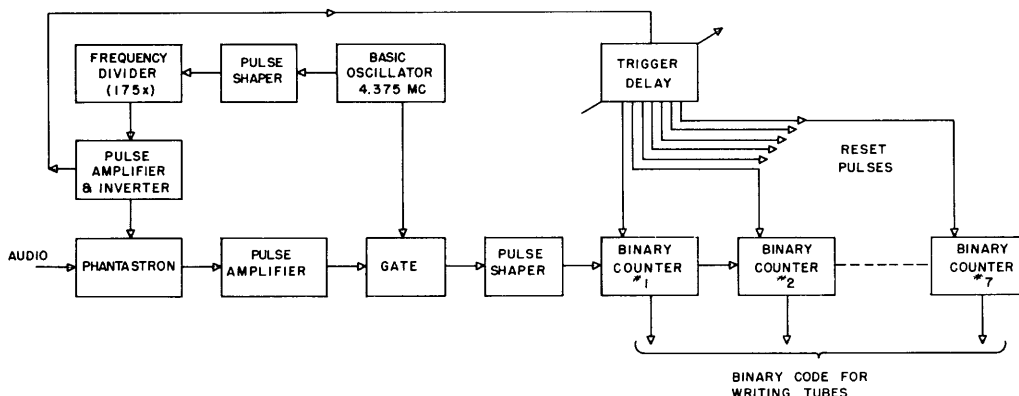 FREQUENCY
DIVIDER
(175x)
PULSE
SHAPER
BASIC
OSCILLATOR
4.375 MC
TRIGGER
DELAY
PULSE
AMPLIFIER
& INVERTER
RESET
PULSES
AUDIO
PHANTASTRON
PULSE
AMPLIFIER
GATE
PULSE
SHAPER
BINARY
COUNTER
#1
BINARY
COUNTER
#2
BINARY
COUNTER
#7
BINARY CODE FOR
WRITING TUBES